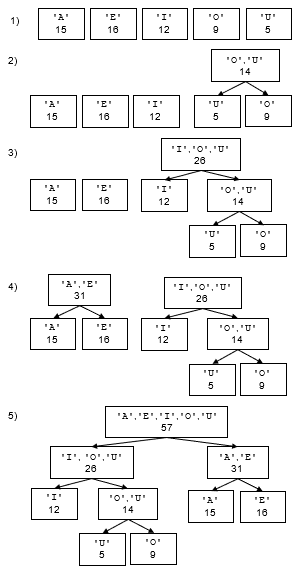 1) 'A' 'E' 'I' 'O' 'U'
15 16 12 9 5
2) 'O','U'
14
'A' 'E' 'I' 'U' 'O'
15 16 12 5 9
3) 'I','O','U'
26
'A' 'E' 'I' 'O','U'
15 16 12 14
'U' 'O'
5 9
4) 'A','E' 'I','O','U'
31 26
'A' 'E' 'I' 'O','U'
15 16 12 14
'U' 'O'
5 9
5) 'A','E','I','O','U'
57
'I', 'O','U' 'A','E'
26 31
'I' 'O','U' 'A' 'E'
12 14 15 16
'U' 'O'
5 9